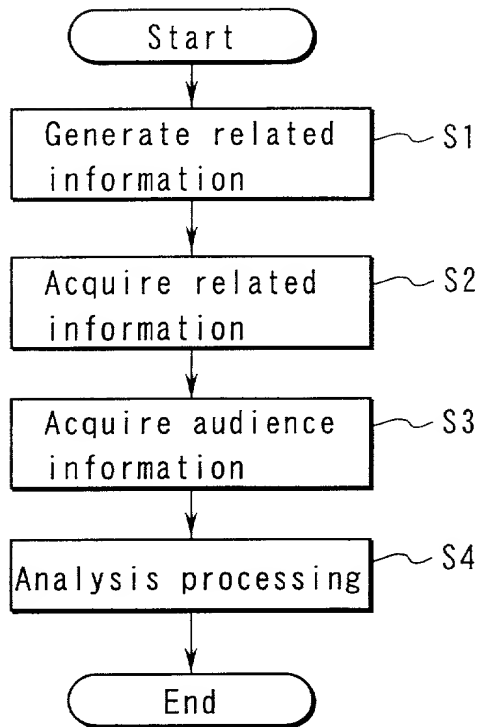 Start
Generate related
information
S1
Acquire related
information
S2
Acquire audience
information
S3
Analysis processing
S4
End